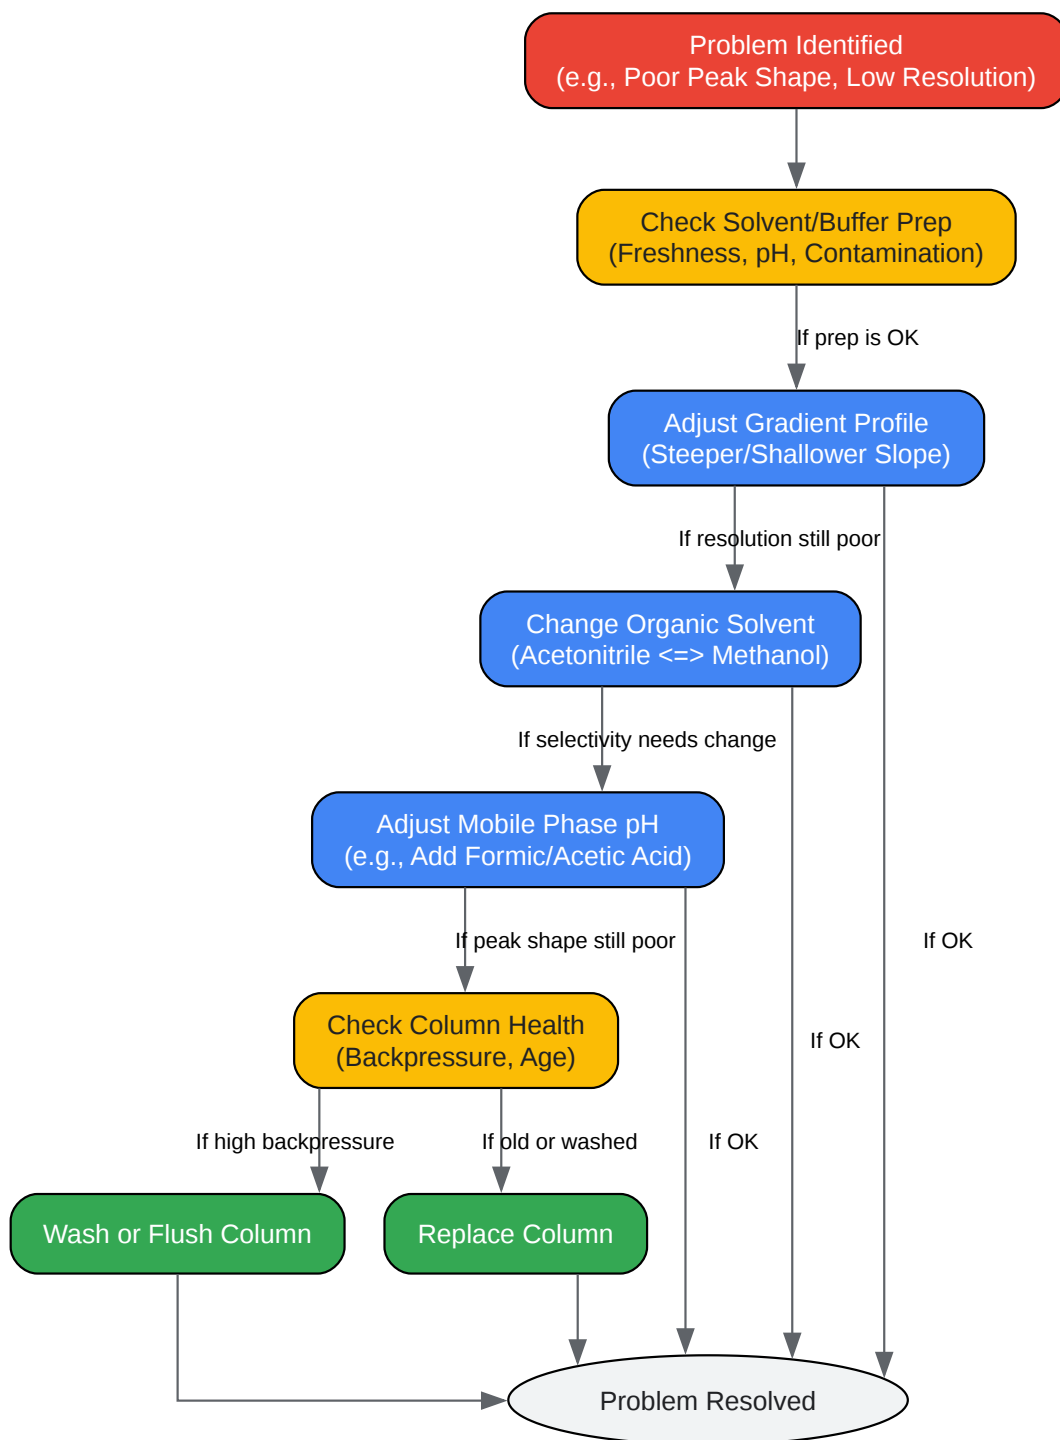 Problem Identified
(e.g., Poor Peak Shape, Low Resolution)
Check Solvent/Buffer Prep
(Freshness, pH, Contamination)
If prep is OK
Adjust Gradient Profile
(Steeper/Shallower Slope)
If resolution still poor
Change Organic Solvent
(Acetonitrile <=> Methanol)
If selectivity needs change
Adjust Mobile Phase pH
(e.g., Add Formic/Acetic Acid)
If peak shape still poor
If OK
Check Column Health
(Backpressure, Age)
If OK
If high backpressure
If old or washed
If OK
Wash or Flush Column
Replace Column
Problem Resolved